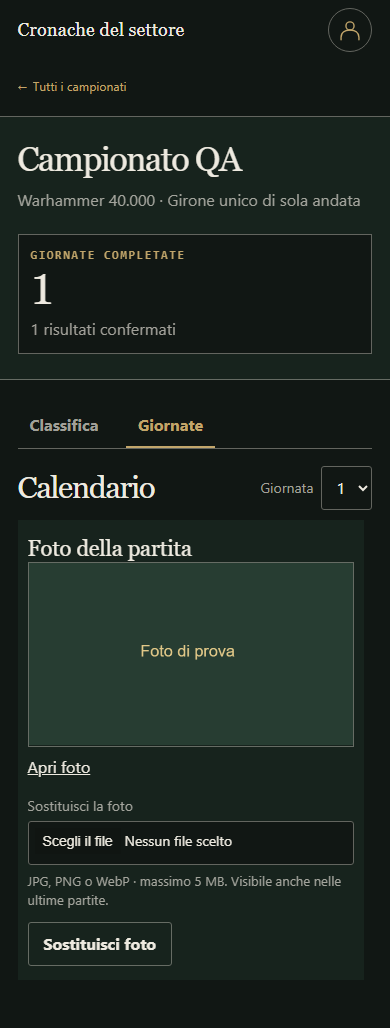 Cronache del settore
← Tutti i campionati
Campionato QA
Warhammer 40.000 · Girone unico di sola andata
GIORNATE COMPLETATE
1
1 risultati confermati
Classifica Giornate
Calendario Giornata 1
Foto della partita
Foto di prova
Apri foto
Sostituisci la foto
Scegli il file Nessun file scelto
JPG, PNG o WebP · massimo 5 MB. Visibile anche nelle
ultime partite.
Sostituisci foto